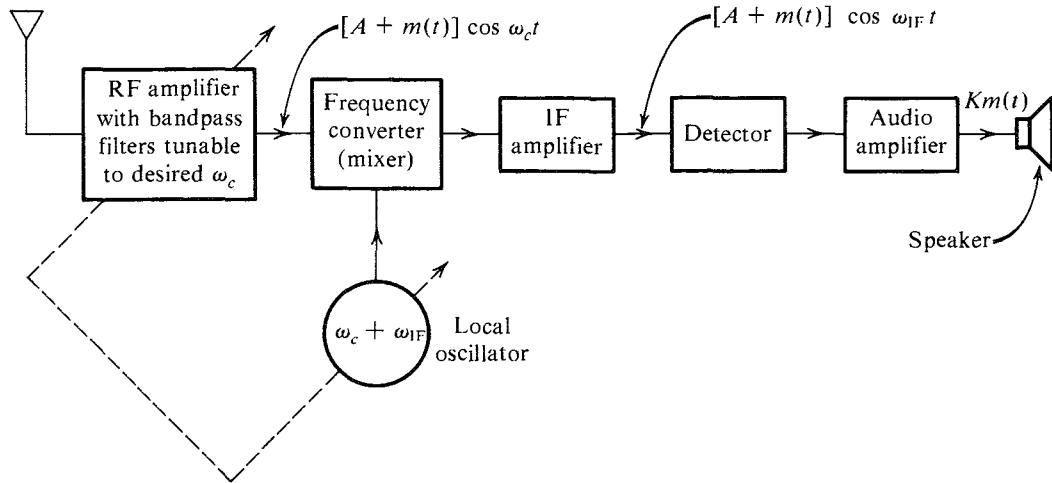 [A + m(t)] cos ω_c t
[A + m(t)] cos ω_IF t
RF amplifier
with bandpass
filters tunable
to desired ω_c
Frequency
converter
(mixer)
IF
amplifier
Detector
Audio
amplifier
Km(t)
Speaker
ω_c + ω_IF
Local
oscillator